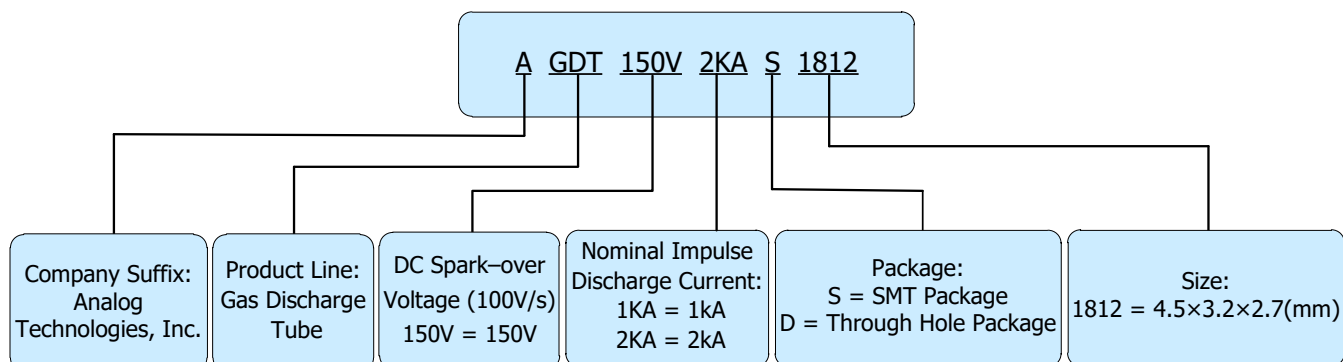 A GDT 150V 2KA S 1812
Company Suffix:
Analog
Technologies, Inc.
Product Line:
Gas Discharge
Tube
DC Spark–over
Voltage (100V/s)
150V = 150V
Nominal Impulse
Discharge Current:
1KA = 1kA
2KA = 2kA
Package:
S = SMT Package
D = Through Hole Package
Size:
1812 = 4.5×3.2×2.7(mm)